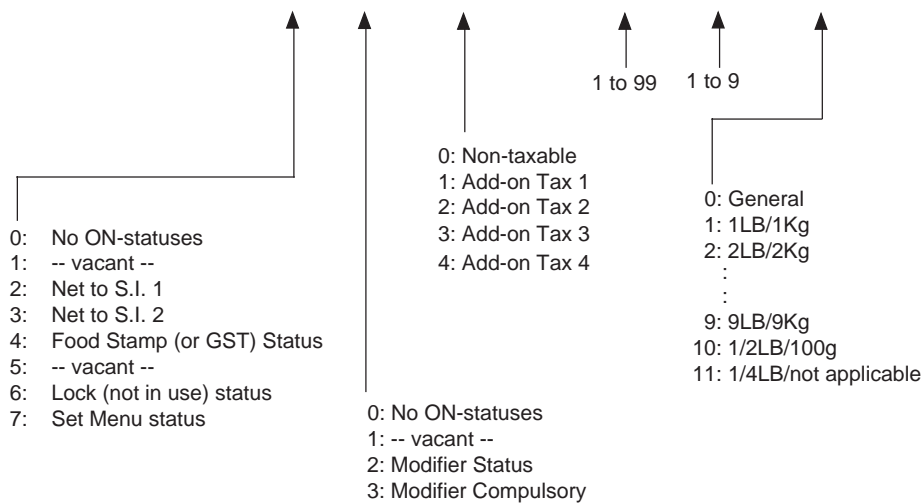 1 to 99
1 to 9
0: Non-taxable
1: Add-on Tax 1
2: Add-on Tax 2
3: Add-on Tax 3
4: Add-on Tax 4
0: General
1: 1LB/1Kg
2: 2LB/2Kg
:
:
9: 9LB/9Kg
10: 1/2LB/100g
11: 1/4LB/not applicable
0: No ON-statuses
1: -- vacant --
2: Net to S.I. 1
3: Net to S.I. 2
4: Food Stamp (or GST) Status
5: -- vacant --
6: Lock (not in use) status
7: Set Menu status
0: No ON-statuses
1: -- vacant --
2: Modifier Status
3: Modifier Compulsory